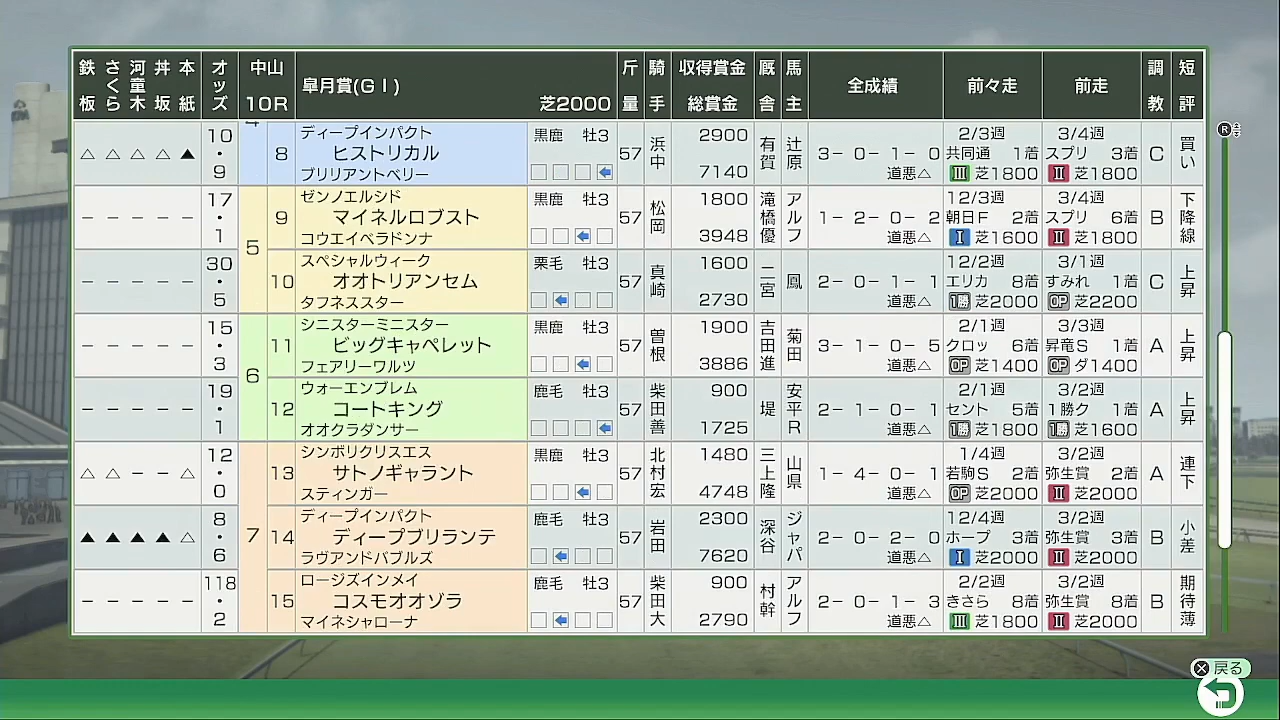 鉄板 さくら 河童木 丼坂 本紙 オッズ 中山 10R 皐月賞(GⅠ) 芝2000 斤量 騎手 収得賞金 総賞金 厩舎 馬主 全成績 前々走 前走 調教 短評
△ △ △ △ ▲ 10・9 4 8 ディープインパクト 黒鹿 牡3 57 浜中 2900 有賀 辻原 3-0-1-0 2/3週 3/4週 C 買い
ヒストリカル 共同通 1着 スプリ 3着
ブリリアントベリー 7140 道悪△ Ⅲ 芝1800 Ⅱ 芝1800
- - - - - 17・1 5 9 ゼンノエルシド 黒鹿 牡3 57 松岡 1800 滝橋優 アルフ 1-2-0-2 12/3週 3/4週 B 下降線
マイネルロブスト 朝日F 2着 スプリ 6着
コウエイベラドンナ 3948 道悪△ Ⅰ 芝1600 Ⅱ 芝1800
- - - - - 30・5 10 スペシャルウィーク 栗毛 牡3 57 真崎 1600 二宮 鳳 2-0-1-1 12/2週 3/1週 C 上昇
オオトリアンセム エリカ 8着 すみれ 1着
タフネススター 2730 道悪△ 1勝 芝2000 OP 芝2200
- - - - - 15・3 6 11 シニスターミニスター 黒鹿 牡3 57 曽根 1900 吉田進 菊田 3-1-0-5 2/1週 3/3週 A 上昇
ビッグキャペレット クロッ 6着 昇竜S 1着
フェアリーワルツ 3886 道悪△ OP 芝1400 OP ダ1400
- - - - - 19・1 12 ウォーエンブレム 鹿毛 牡3 57 柴田善 900 堤 安平R 2-1-0-1 2/1週 3/2週 A 上昇
コートキング セント 5着 1勝ク 1着
オオクラダンサー 1725 道悪△ 1勝 芝1800 1勝 芝1600
△ △ - - △ 12・0 7 13 シンボリクリスエス 黒鹿 牡3 57 北村宏 1480 三上隆 山県 1-4-0-1 1/4週 3/2週 A 連下
サトノギャラント 若駒S 2着 弥生賞 2着
スティンガー 4748 道悪△ OP 芝2000 Ⅱ 芝2000
▲ ▲ ▲ ▲ △ 8・6 14 ディープインパクト 鹿毛 牡3 57 岩田 2300 深谷 ジャパ 2-0-2-0 12/4週 3/2週 B 小差
ディープブリランテ ホープ 3着 弥生賞 3着
ラヴアンドバブルズ 7620 道悪△ Ⅰ 芝2000 Ⅱ 芝2000
- - - - - 118・2 15 ロージズインメイ 鹿毛 牡3 57 柴田大 900 村幹 アルフ 2-0-1-3 2/2週 3/2週 B 期待薄
コスモオオゾラ きさら 8着 弥生賞 8着
マイネシャローナ 2790 道悪△ Ⅲ 芝1800 Ⅱ 芝2000
R
戻る